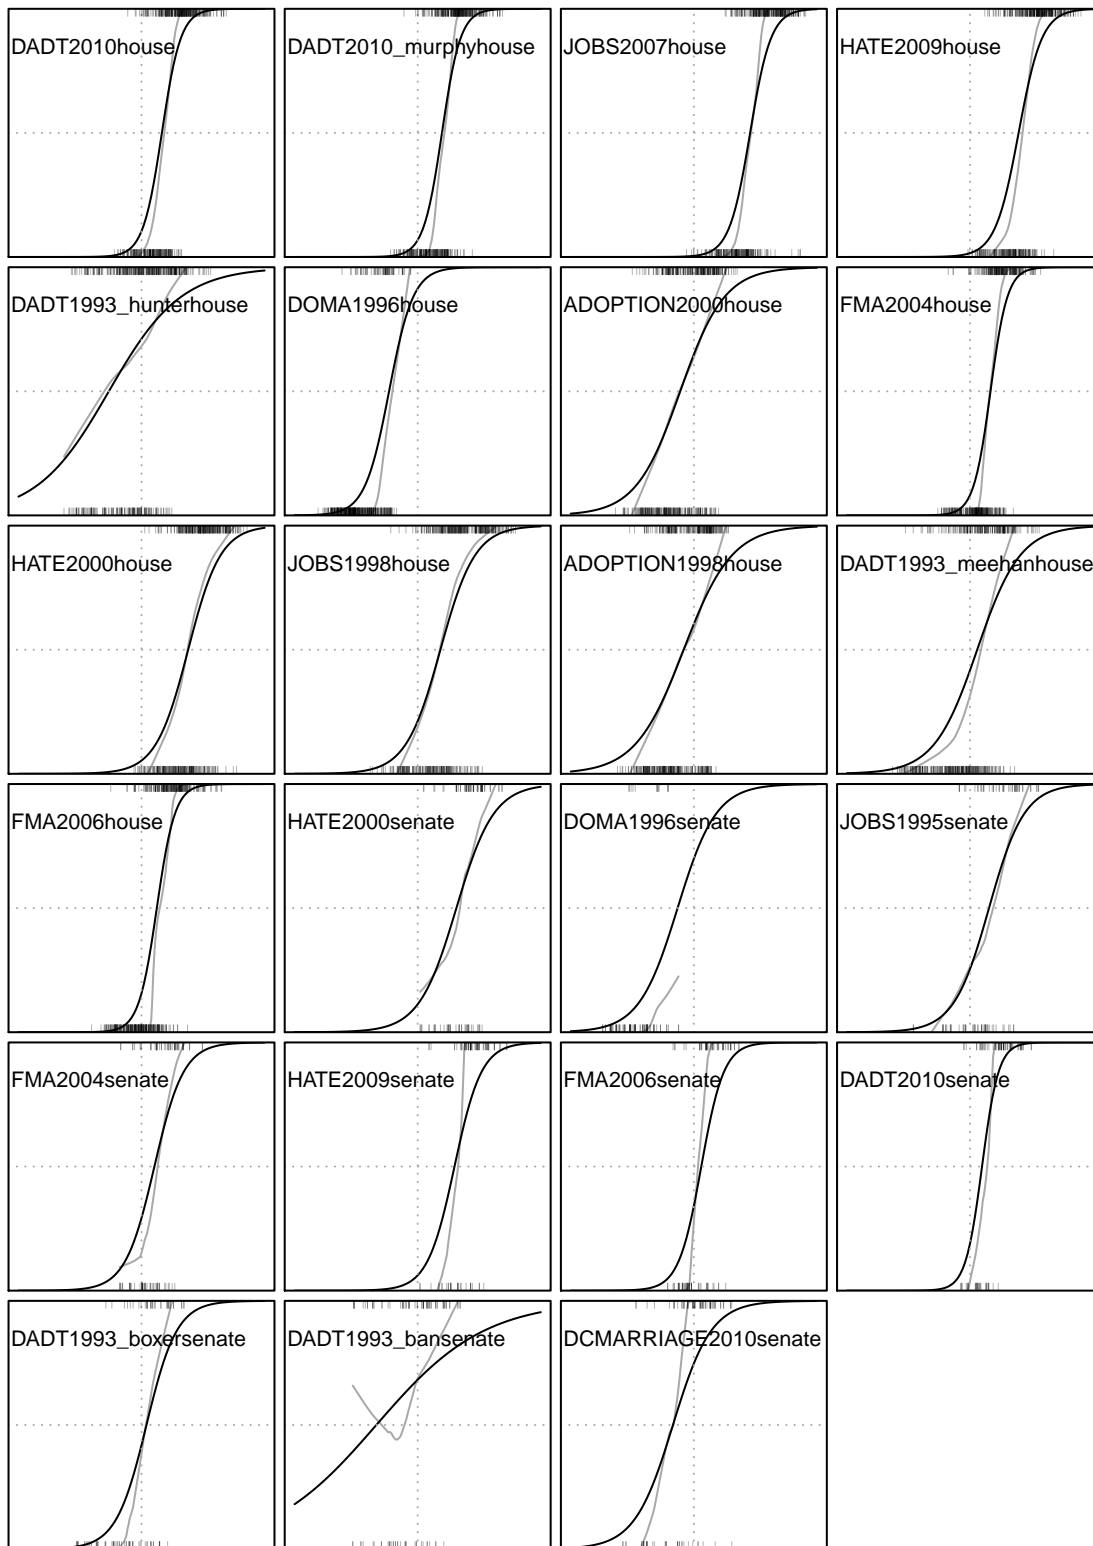 DADT2010house
DADT2010_murphyhouse
JOBS2007house
HATE2009house
DADT1993_hunterhouse
DOMA1996house
ADOPTION2000house
FMA2004house
HATE2000house
JOBS1998house
ADOPTION1998house
DADT1993_meehanhouse
FMA2006house
HATE2000senate
DOMA1996senate
JOBS1995senate
FMA2004senate
HATE2009senate
FMA2006senate
DADT2010senate
DADT1993_boxersenate
DADT1993_bansenate
DCMARRIAGE2010senate